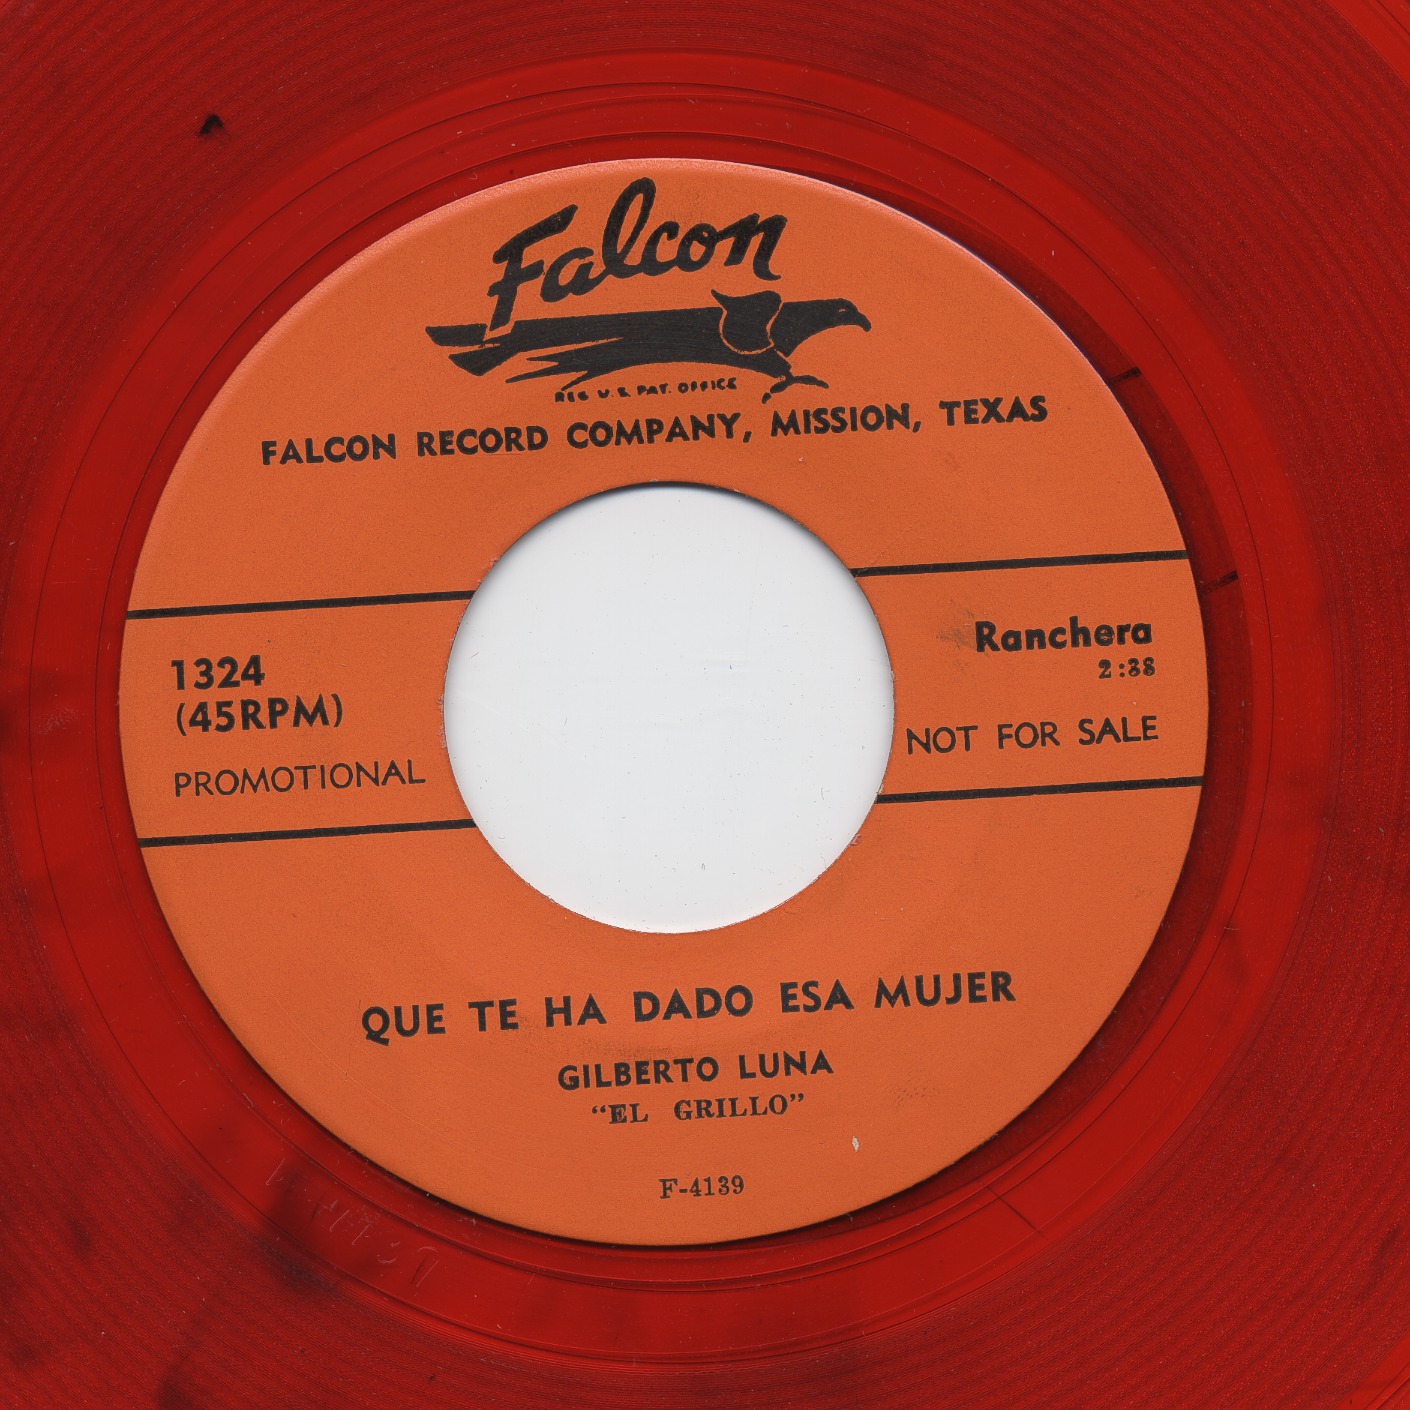 Falcon
REG U.S. PAT. OFFICE
FALCON RECORD COMPANY, MISSION, TEXAS
1324
(45RPM)
PROMOTIONAL
Ranchera
2:38
NOT FOR SALE
QUE TE HA DADO ESA MUJER
GILBERTO LUNA
“EL GRILLO”
F-4139